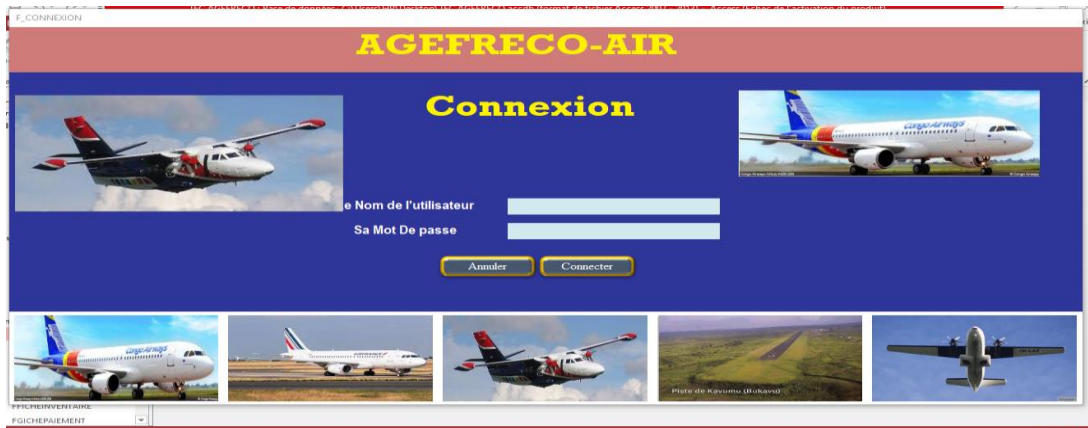 F_CONNEXION
AGEFRECO-AIR
Connexion
Congo Airways
e Nom de l'utilisateur
Sa Mot De passe
Annuler
Connecter
Congo Airways
AIRFRANCE
Piste de Kavumu (Bukavu)
FFICHEINVENTAIRE
FGICHEPAIEMENT